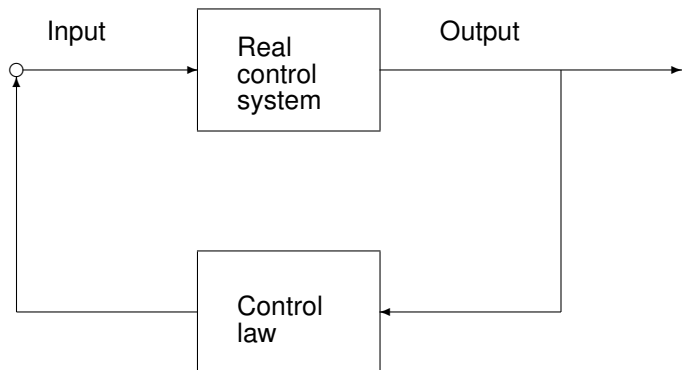 Input
Real
control
system
Output
Control
law